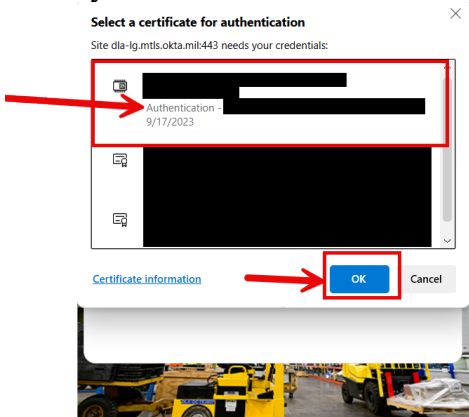 Select a certificate for authentication
Site dla-lg.mtls.okta.mil:443 needs your credentials:
Authentication -
9/17/2023
Certificate information
OK
Cancel